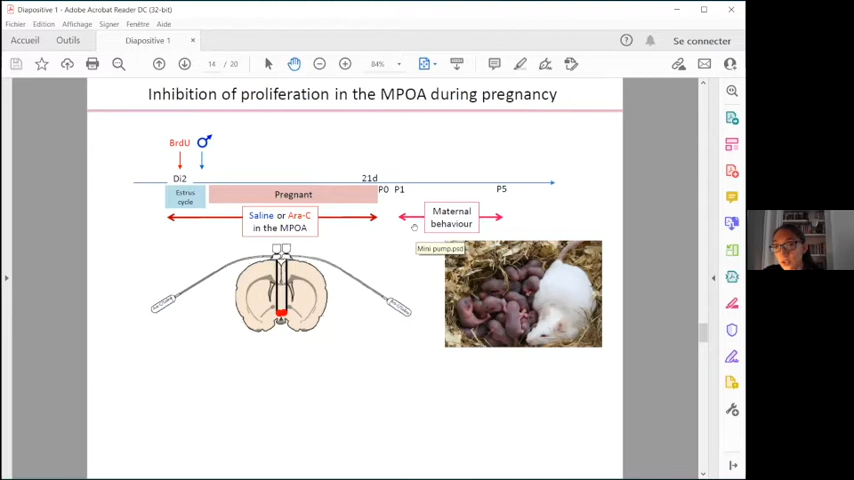 Diapositive 1 - Adobe Acrobat Reader DC (32-bit)
Fichier Edition Affichage Signer Fenêtre Aide
Accueil Outils Diapositive 1 × Se connecter
14 / 20 84%
Inhibition of proliferation in the MPOA during pregnancy
BrdU
Di2 21d
Estrus
cycle
Pregnant
P0 P1 P5
Saline or Ara-C
in the MPOA
Maternal
behaviour
Mini pump.psd